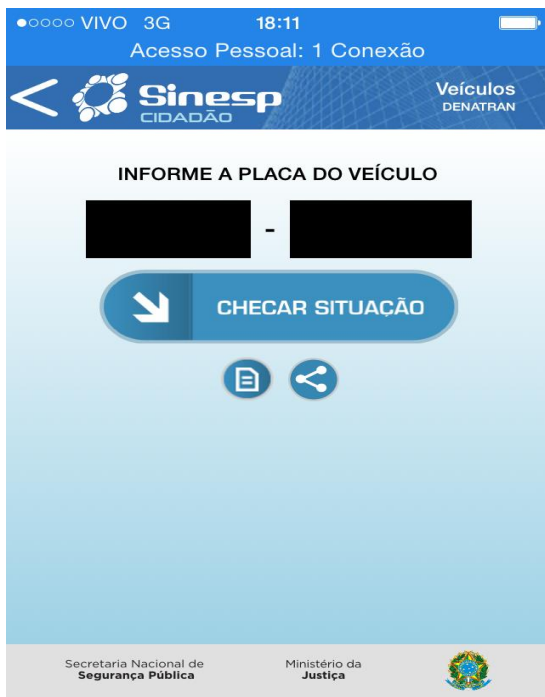 VIVO 3G 18:11
Acesso Pessoal: 1 Conexão
Sinesp
CIDADÃO
Veículos
DENATRAN
INFORME A PLACA DO VEÍCULO
-
CHECAR SITUAÇÃO
Secretaria Nacional de
Segurança Pública
Ministério da
Justiça